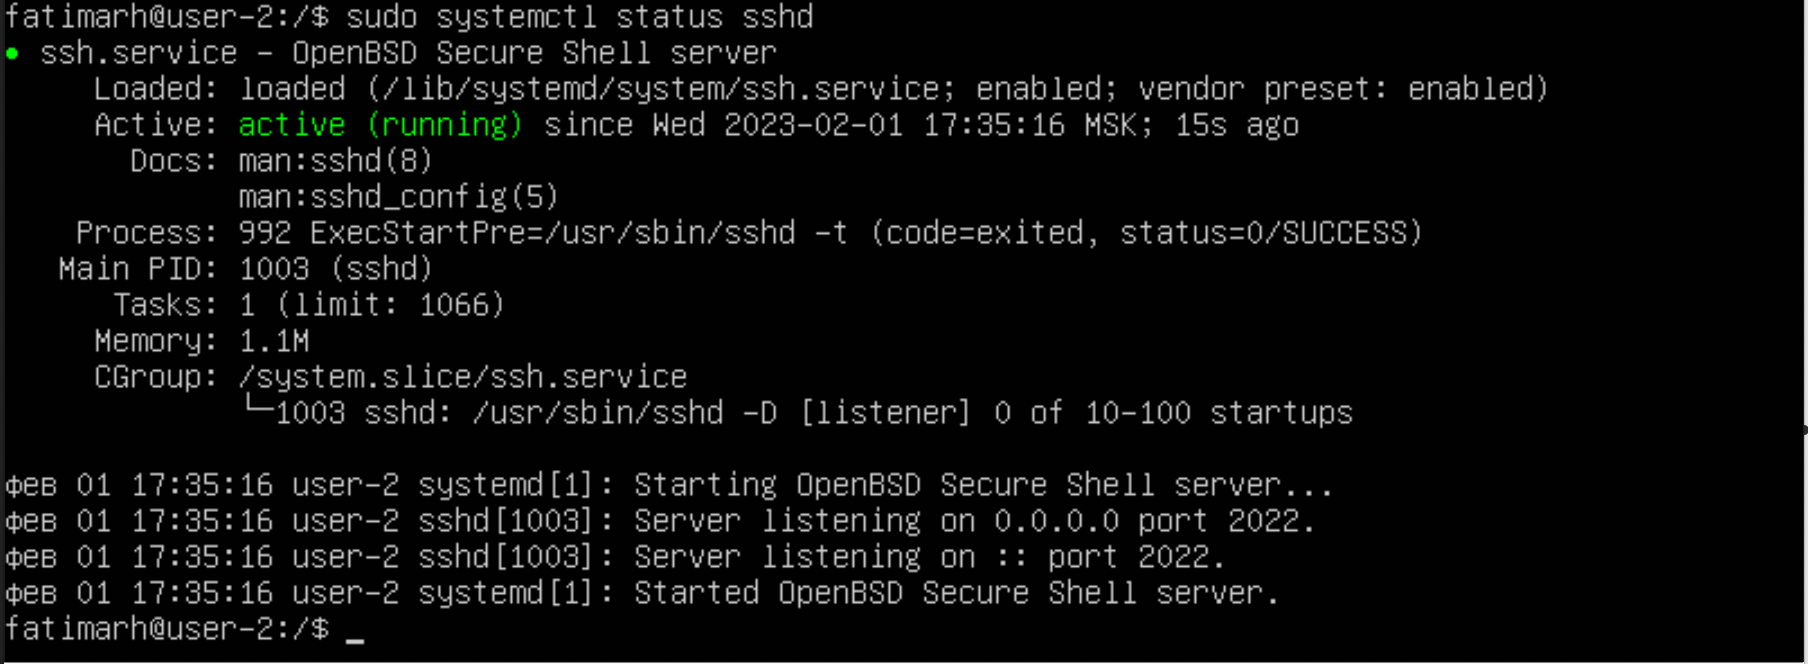 fatimarh@user-2:/$ sudo systemctl status sshd
● ssh.service - OpenBSD Secure Shell server
     Loaded: loaded (/lib/systemd/system/ssh.service; enabled; vendor preset: enabled)
     Active: active (running) since Wed 2023-02-01 17:35:16 MSK; 15s ago
       Docs: man:sshd(8)
             man:sshd_config(5)
    Process: 992 ExecStartPre=/usr/sbin/sshd -t (code=exited, status=0/SUCCESS)
   Main PID: 1003 (sshd)
      Tasks: 1 (limit: 1066)
     Memory: 1.1M
     CGroup: /system.slice/ssh.service
             └─1003 sshd: /usr/sbin/sshd -D [listener] 0 of 10-100 startups

фев 01 17:35:16 user-2 systemd[1]: Starting OpenBSD Secure Shell server...
фев 01 17:35:16 user-2 sshd[1003]: Server listening on 0.0.0.0 port 2022.
фев 01 17:35:16 user-2 sshd[1003]: Server listening on :: port 2022.
фев 01 17:35:16 user-2 systemd[1]: Started OpenBSD Secure Shell server.
fatimarh@user-2:/$ _